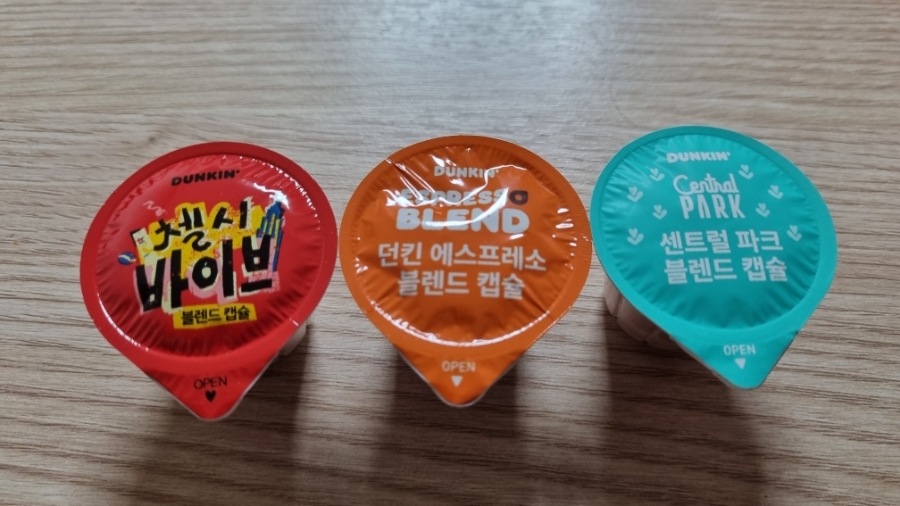 DUNKIN'
첼시
바이브
블렌드 캡슐
OPEN
DUNKIN'
ESPRESSO
BLEND
던킨 에스프레소
블렌드 캡슐
OPEN
DUNKIN'
Central
PARK
센트럴 파크
블렌드 캡슐
OPEN